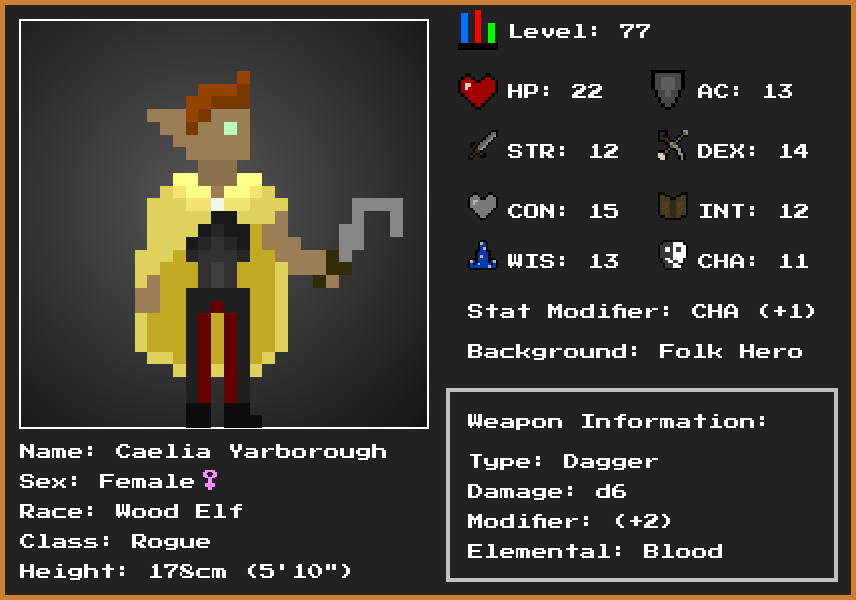 Level: 77
HP: 22
AC: 13
STR: 12
DEX: 14
CON: 15
INT: 12
WIS: 13
CHA: 11
Stat Modifier: CHA (+1)
Background: Folk Hero
Weapon Information:
Type: Dagger
Damage: d6
Modifier: (+2)
Elemental: Blood
Name: Caelia Yarborough
Sex: Female♀
Race: Wood Elf
Class: Rogue
Height: 178cm (5'10")